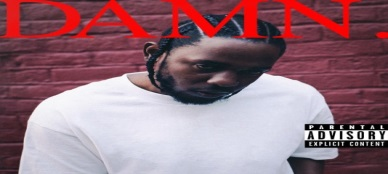 DAMN.
PARENTAL
ADVISORY
EXPLICIT CONTENT